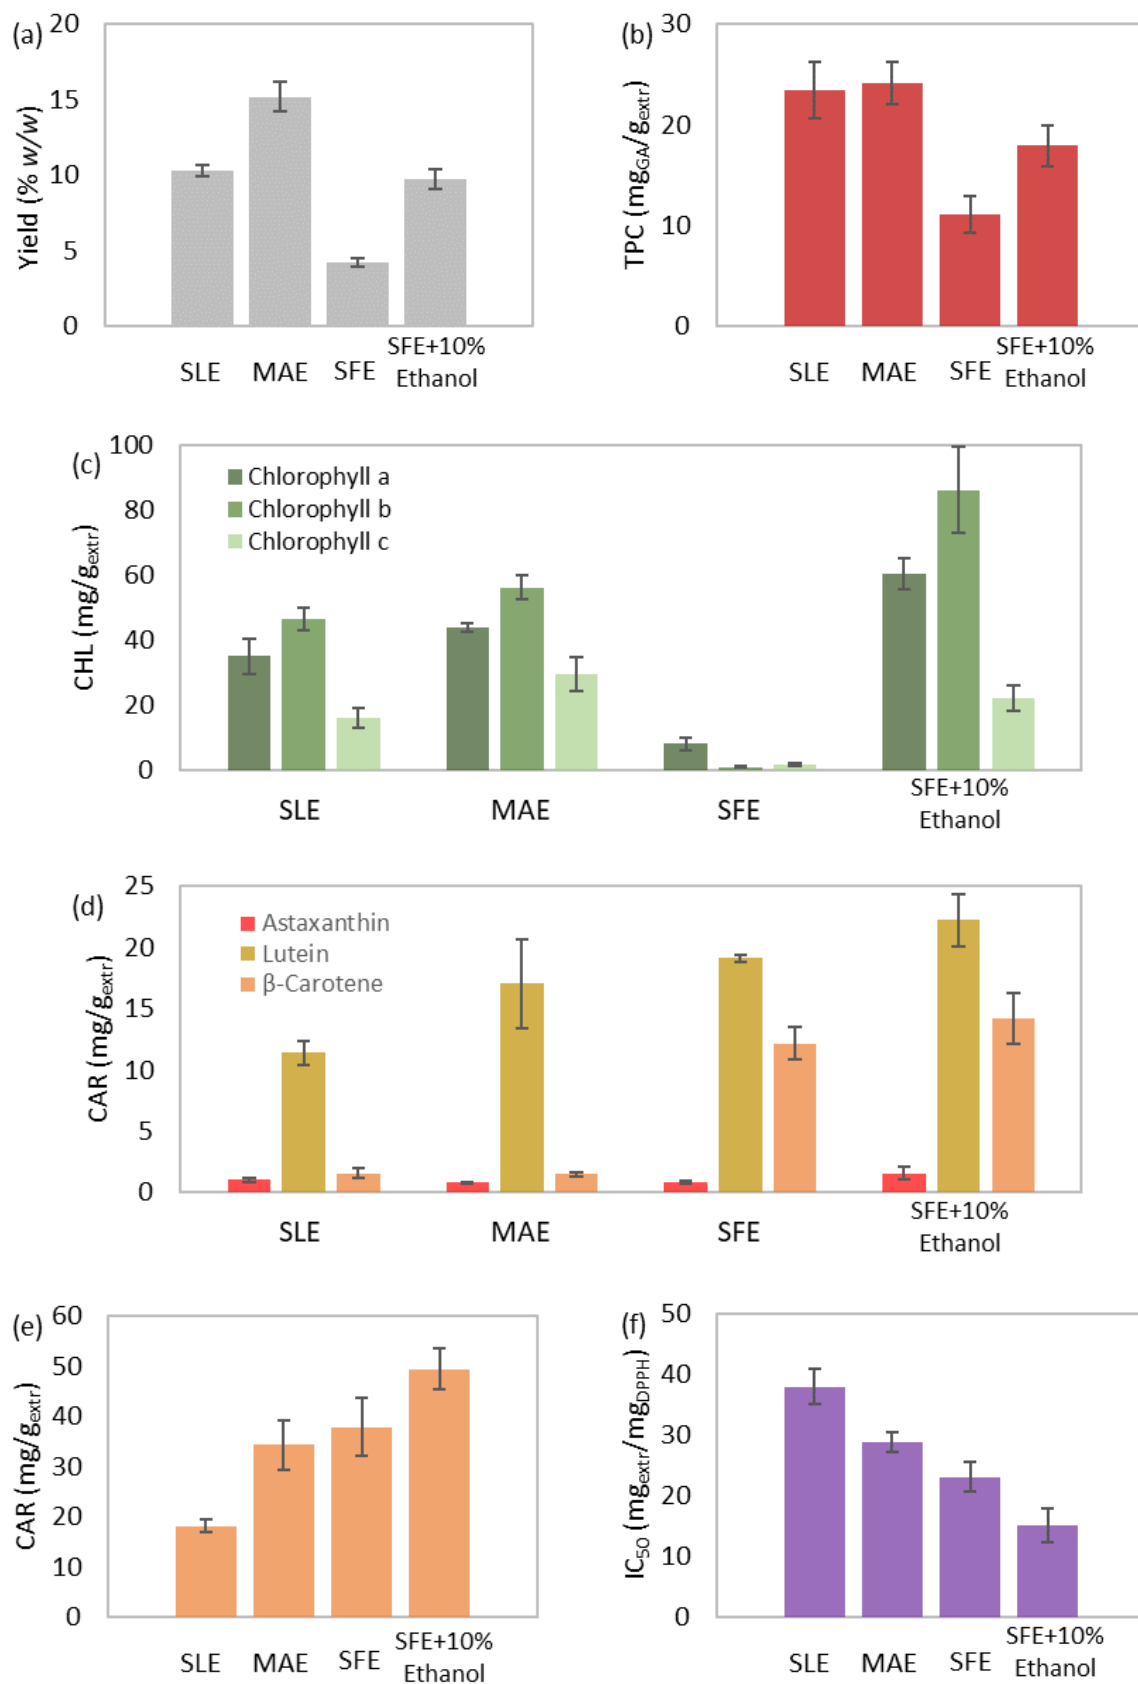 (a)
Yield (% w/w)
20
15
10
5
0
SLE MAE SFE SFE+10%
Ethanol
(b)
TPC (mgGA/gextr)
30
20
10
0
SLE MAE SFE SFE+10%
Ethanol
(c)
CHL (mg/gextr)
100
80
60
40
20
0
Chlorophyll a
Chlorophyll b
Chlorophyll c
SLE MAE SFE SFE+10%
Ethanol
(d)
CAR (mg/gextr)
25
20
15
10
5
0
Astaxanthin
Lutein
β-Carotene
SLE MAE SFE SFE+10%
Ethanol
(e)
CAR (mg/gextr)
60
50
40
30
20
10
0
SLE MAE SFE SFE+10%
Ethanol
(f)
IC50 (mgextr/mgDPPH)
50
40
30
20
10
0
SLE MAE SFE SFE+10%
Ethanol